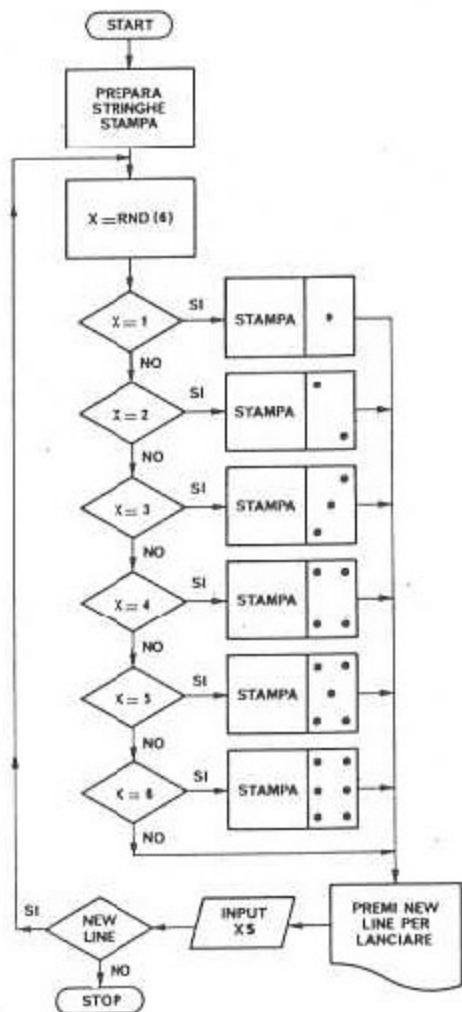 START
PREPARA
STRINGHE
STAMPA
X = RND (6)
X = 1
SI
STAMPA
NO
X = 2
SI
STAMPA
NO
X = 3
SI
STAMPA
NO
X = 4
SI
STAMPA
NO
X = 5
SI
STAMPA
NO
X = 6
SI
STAMPA
NO
PREMI NEW
LINE PER
LANCIARE
INPUT
X$
NEW
LINE
SI
NO
STOP